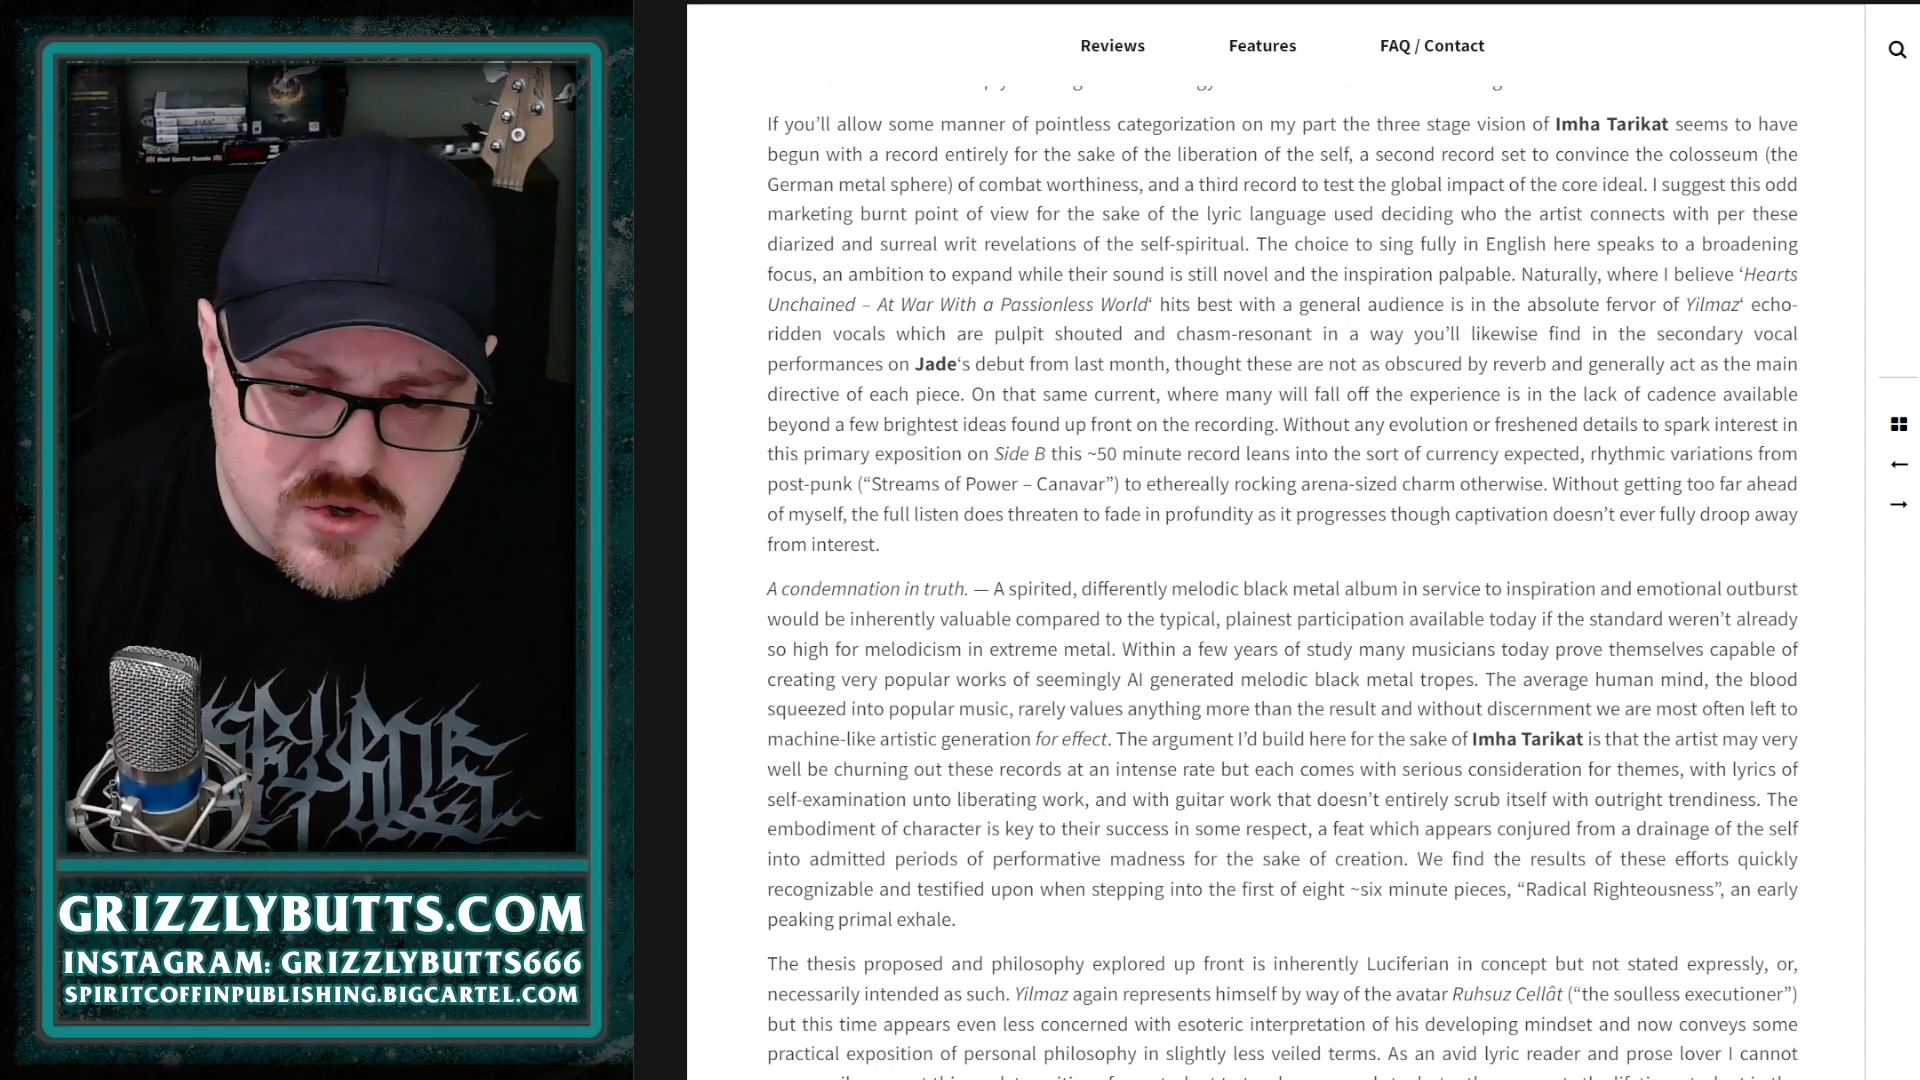 Reviews
Features
FAQ / Contact
If you’ll allow some manner of pointless categorization on my part the three stage vision of Imha Tarikat seems to have
begun with a record entirely for the sake of the liberation of the self, a second record set to convince the colosseum (the
German metal sphere) of combat worthiness, and a third record to test the global impact of the core ideal. I suggest this odd
marketing burnt point of view for the sake of the lyric language used deciding who the artist connects with per these
diarized and surreal writ revelations of the self-spiritual. The choice to sing fully in English here speaks to a broadening
focus, an ambition to expand while their sound is still novel and the inspiration palpable. Naturally, where I believe ‘Hearts
Unchained – At War With a Passionless World‘ hits best with a general audience is in the absolute fervor of Yilmaz‘ echo-
ridden vocals which are pulpit shouted and chasm-resonant in a way you’ll likewise find in the secondary vocal
performances on Jade‘s debut from last month, thought these are not as obscured by reverb and generally act as the main
directive of each piece. On that same current, where many will fall off the experience is in the lack of cadence available
beyond a few brightest ideas found up front on the recording. Without any evolution or freshened details to spark interest in
this primary exposition on Side B this ~50 minute record leans into the sort of currency expected, rhythmic variations from
post-punk (“Streams of Power – Canavar”) to ethereally rocking arena-sized charm otherwise. Without getting too far ahead
of myself, the full listen does threaten to fade in profundity as it progresses though captivation doesn’t ever fully droop away
from interest.
A condemnation in truth. — A spirited, differently melodic black metal album in service to inspiration and emotional outburst
would be inherently valuable compared to the typical, plainest participation available today if the standard weren’t already
so high for melodicism in extreme metal. Within a few years of study many musicians today prove themselves capable of
creating very popular works of seemingly AI generated melodic black metal tropes. The average human mind, the blood
squeezed into popular music, rarely values anything more than the result and without discernment we are most often left to
machine-like artistic generation for effect. The argument I’d build here for the sake of Imha Tarikat is that the artist may very
well be churning out these records at an intense rate but each comes with serious consideration for themes, with lyrics of
self-examination unto liberating work, and with guitar work that doesn’t entirely scrub itself with outright trendiness. The
embodiment of character is key to their success in some respect, a feat which appears conjured from a drainage of the self
into admitted periods of performative madness for the sake of creation. We find the results of these efforts quickly
recognizable and testified upon when stepping into the first of eight ~six minute pieces, “Radical Righteousness”, an early
peaking primal exhale.
The thesis proposed and philosophy explored up front is inherently Luciferian in concept but not stated expressly, or,
necessarily intended as such. Yilmaz again represents himself by way of the avatar Ruhsuz Cellât (“the soulless executioner”)
but this time appears even less concerned with esoteric interpretation of his developing mindset and now conveys some
practical exposition of personal philosophy in slightly less veiled terms. As an avid lyric reader and prose lover I cannot
GRIZZLYBUTTS.COM
INSTAGRAM: GRIZZLYBUTTS666
SPIRITCOFFINPUBLISHING.BIGCARTEL.COM